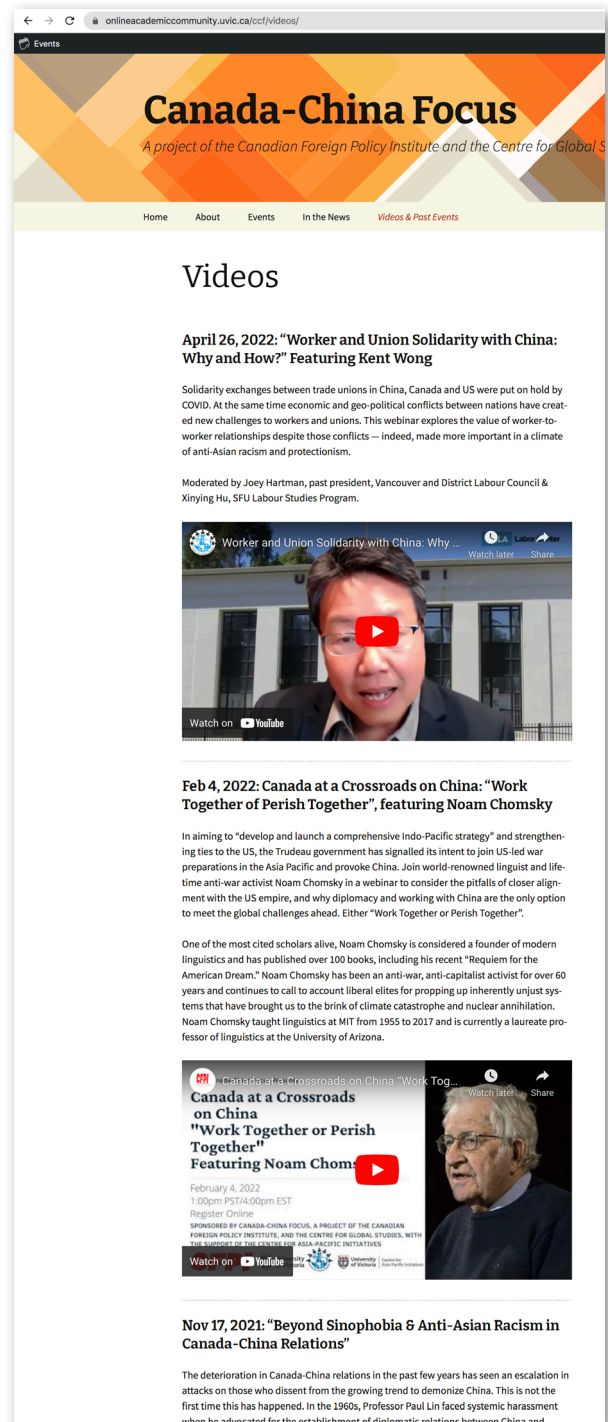 onlineacademiccommunity.uvic.ca/ccf/videos/
Events
Canada-China Focus
A project of the Canadian Foreign Policy Institute and the Centre for Global S
Home About Events In the News Videos & Past Events
Videos
April 26, 2022: “Worker and Union Solidarity with China:
Why and How?” Featuring Kent Wong
Solidarity exchanges between trade unions in China, Canada and US were put on hold by
COVID. At the same time economic and geo-political conflicts between nations have creat-
ed new challenges to workers and unions. This webinar explores the value of worker-to-
worker relationships despite those conflicts — indeed, made more important in a climate
of anti-Asian racism and protectionism.
Moderated by Joey Hartman, past president, Vancouver and District Labour Council &
Xinying Hu, SFU Labour Studies Program.
Worker and Union Solidarity with China: Why ...
Watch later Share
Watch on YouTube
Feb 4, 2022: Canada at a Crossroads on China: “Work
Together of Perish Together”, featuring Noam Chomsky
In aiming to “develop and launch a comprehensive Indo-Pacific strategy” and strengthen-
ing ties to the US, the Trudeau government has signalled its intent to join US-led war
preparations in the Asia Pacific and provoke China. Join world-renowned linguist and life-
time anti-war activist Noam Chomsky in a webinar to consider the pitfalls of closer align-
ment with the US empire, and why diplomacy and working with China are the only option
to meet the global challenges ahead. Either “Work Together or Perish Together”.
One of the most cited scholars alive, Noam Chomsky is considered a founder of modern
linguistics and has published over 100 books, including his recent “Requiem for the
American Dream.” Noam Chomsky has been an anti-war, anti-capitalist activist for over 60
years and continues to call to account liberal elites for propping up inherently unjust sys-
tems that have brought us to the brink of climate catastrophe and nuclear annihilation.
Noam Chomsky taught linguistics at MIT from 1955 to 2017 and is currently a laureate pro-
fessor of linguistics at the University of Arizona.
CFPI Canada at a Crossroads on China “Work Tog...
Watch later Share
Canada at a Crossroads
on China
"Work Together or Perish
Together"
Featuring Noam Choms
February 4, 2022
1:00pm PST/4:00pm EST
Register Online
SPONSORED BY CANADA-CHINA FOCUS, A PROJECT OF THE CANADIAN
FOREIGN POLICY INSTITUTE, AND THE CENTRE FOR GLOBAL STUDIES, WITH
THE SUPPORT OF THE CENTRE FOR ASIA-PACIFIC INITIATIVES
Watch on YouTube
University of Victoria Centre for Asia-Pacific Initiatives
Nov 17, 2021: “Beyond Sinophobia & Anti-Asian Racism in
Canada-China Relations”
The deterioration in Canada-China relations in the past few years has seen an escalation in
attacks on those who dissent from the growing trend to demonize China. This is not the
first time this has happened. In the 1960s, Professor Paul Lin faced systemic harassment
when he advocated for the establishment of diplomatic relations between China and